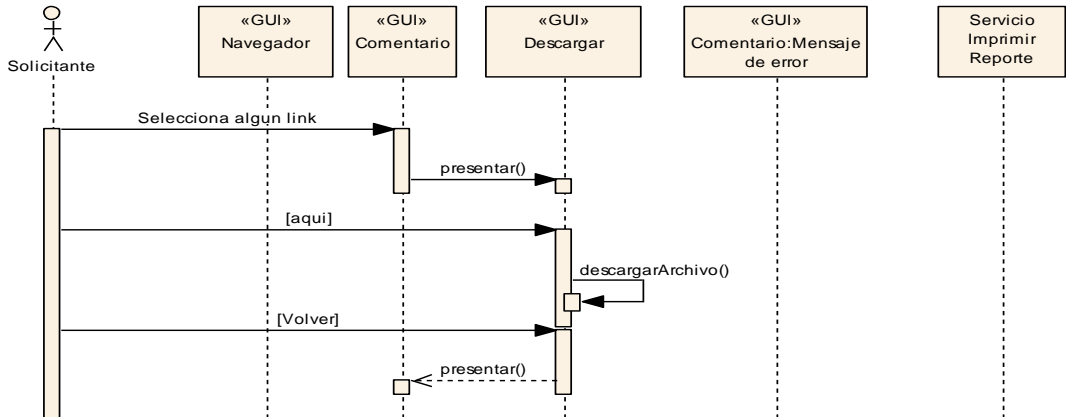 Solicitante
«GUI»
Navegador
«GUI»
Comentario
«GUI»
Descargar
«GUI»
Comentario:Mensaje
de error
Servicio
Imprimir
Reporte
Selecciona algun link
presentar()
[aqui]
descargarArchivo()
[Volver]
presentar()